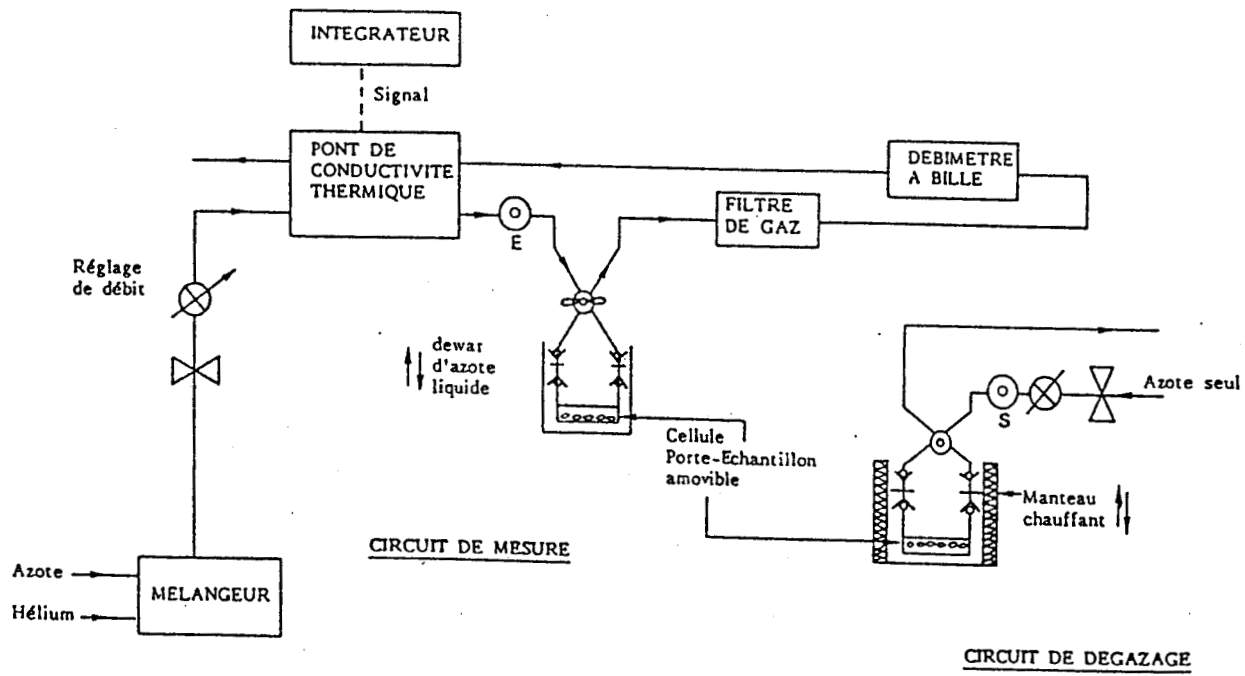 INTÉGRATEUR
Signal
PONT DE
CONDUCTIVITE
THERMIQUE
DEBIMETRE
A BILLE
FILTRE
DE GAZ
E
Réglage
de débit
dewar
d'azote
liquide
Azote seul
S
Cellule
Porte-Echantillon
amovible
Manteau
chauffant
CIRCUIT DE MESURE
Azote
Hélium
MELANGEUR
CIRCUIT DE DEGAZAGE